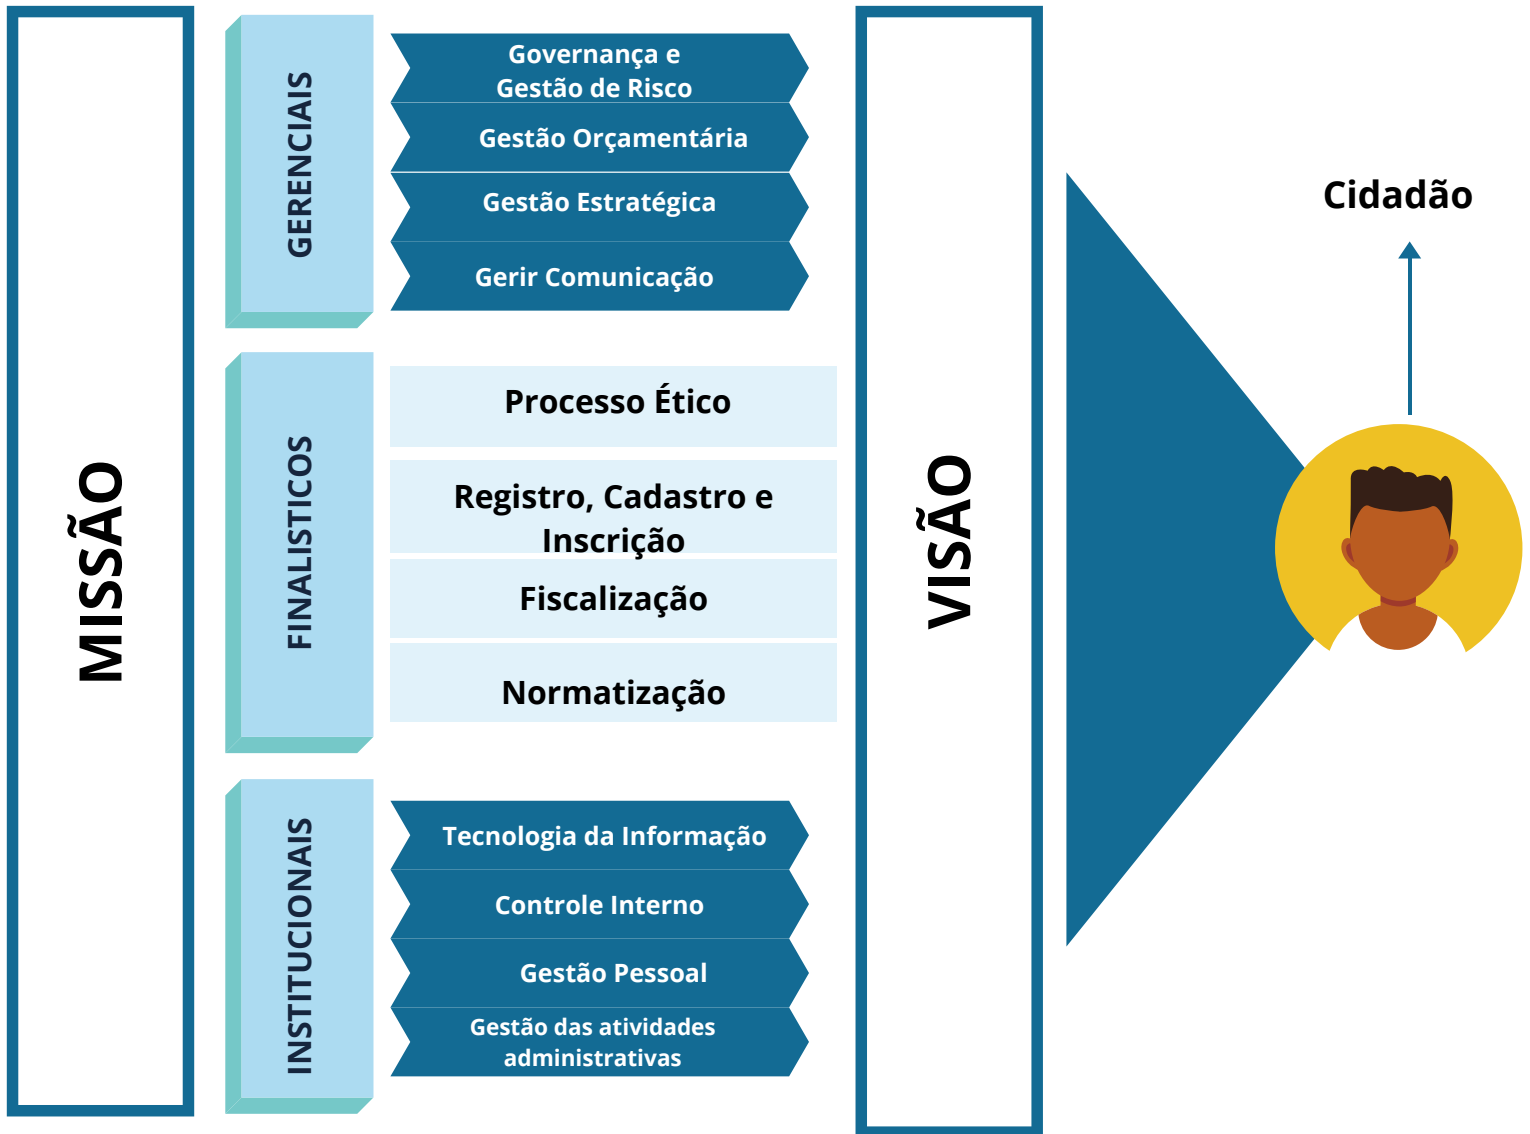 MISSÃO
GERENCIAIS
Governança e
Gestão de Risco
Gestão Orçamentária
Gestão Estratégica
Gerir Comunicação
FINALISTICOS
Processo Ético
Registro, Cadastro e
Inscrição
Fiscalização
Normatização
INSTITUCIONAIS
Tecnologia da Informação
Controle Interno
Gestão Pessoal
Gestão das atividades
administrativas
VISÃO
Cidadão